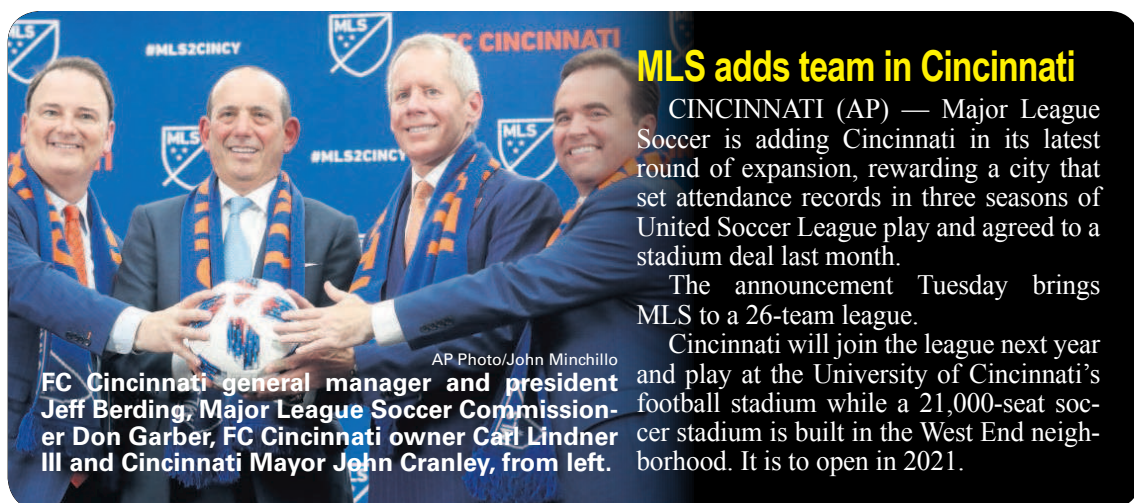 MLS
#MLS2CINCY
MLS
FC CINCINNATI
MLS
#MLS2CINCY
MLS
AP Photo/John Minchillo
FC Cincinnati general manager and president
Jeff Berding, Major League Soccer Commission-
er Don Garber, FC Cincinnati owner Carl Lindner
III and Cincinnati Mayor John Cranley, from left.
MLS adds team in Cincinnati
CINCINNATI (AP) — Major League
Soccer is adding Cincinnati in its latest
round of expansion, rewarding a city that
set attendance records in three seasons of
United Soccer League play and agreed to a
stadium deal last month.
The announcement Tuesday brings
MLS to a 26-team league.
Cincinnati will join the league next year
and play at the University of Cincinnati’s
football stadium while a 21,000-seat soc-
cer stadium is built in the West End neigh-
borhood. It is to open in 2021.